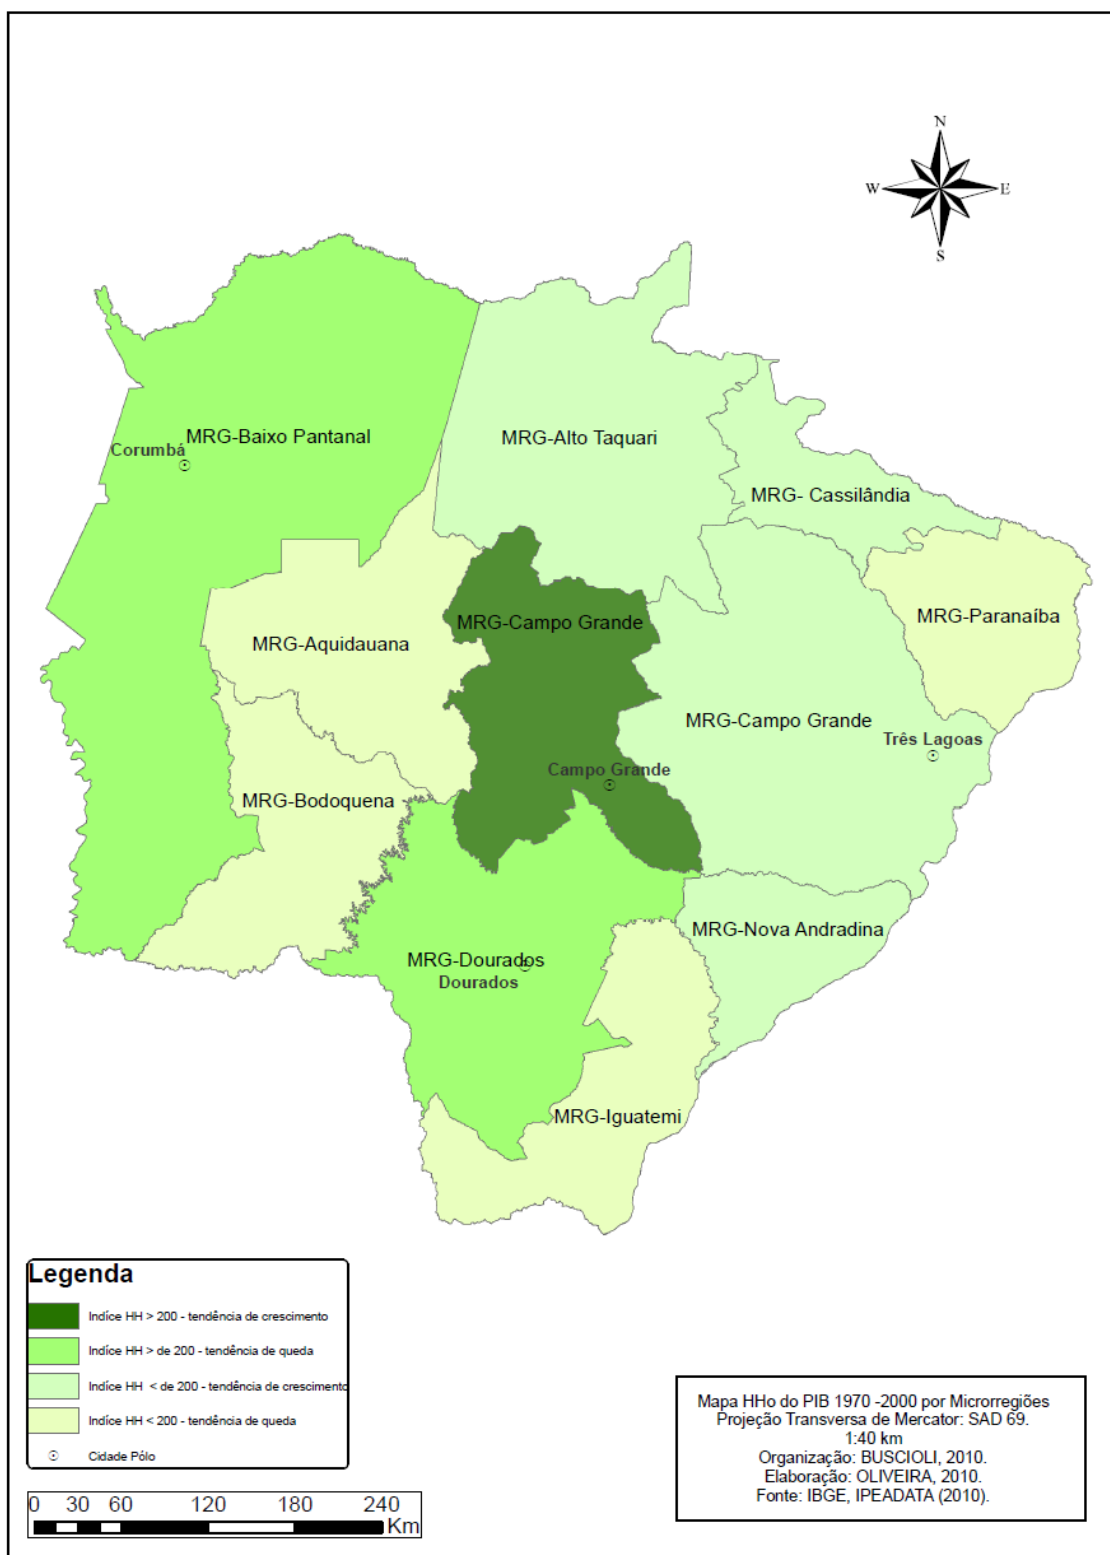 N
W
E
S
MRG-Baixo Pantanal
Corumbá
MRG-Alto Taquari
MRG- Cassilândia
MRG-Campo Grande
MRG-Paranaíba
MRG-Aquidauana
MRG-Campo Grande
Três Lagoas
Campo Grande
MRG-Bodoquena
MRG-Nova Andradina
MRG-Dourados
Dourados
MRG-Iguatemi
Legenda
Indíce HH > 200 - tendência de crescimento
Indíce HH > de 200 - tendência de queda
Indíce HH < de 200 - tendência de crescimento
Indíce HH < 200 - tendência de queda
Cidade Pólo
0 30 60 120 180 240
Km
Mapa HHo do PIB 1970 -2000 por Microrregiões
Projeção Transversa de Mercator: SAD 69.
1:40 km
Organização: BUSCIOLI, 2010.
Elaboração: OLIVEIRA, 2010.
Fonte: IBGE, IPEADATA (2010).